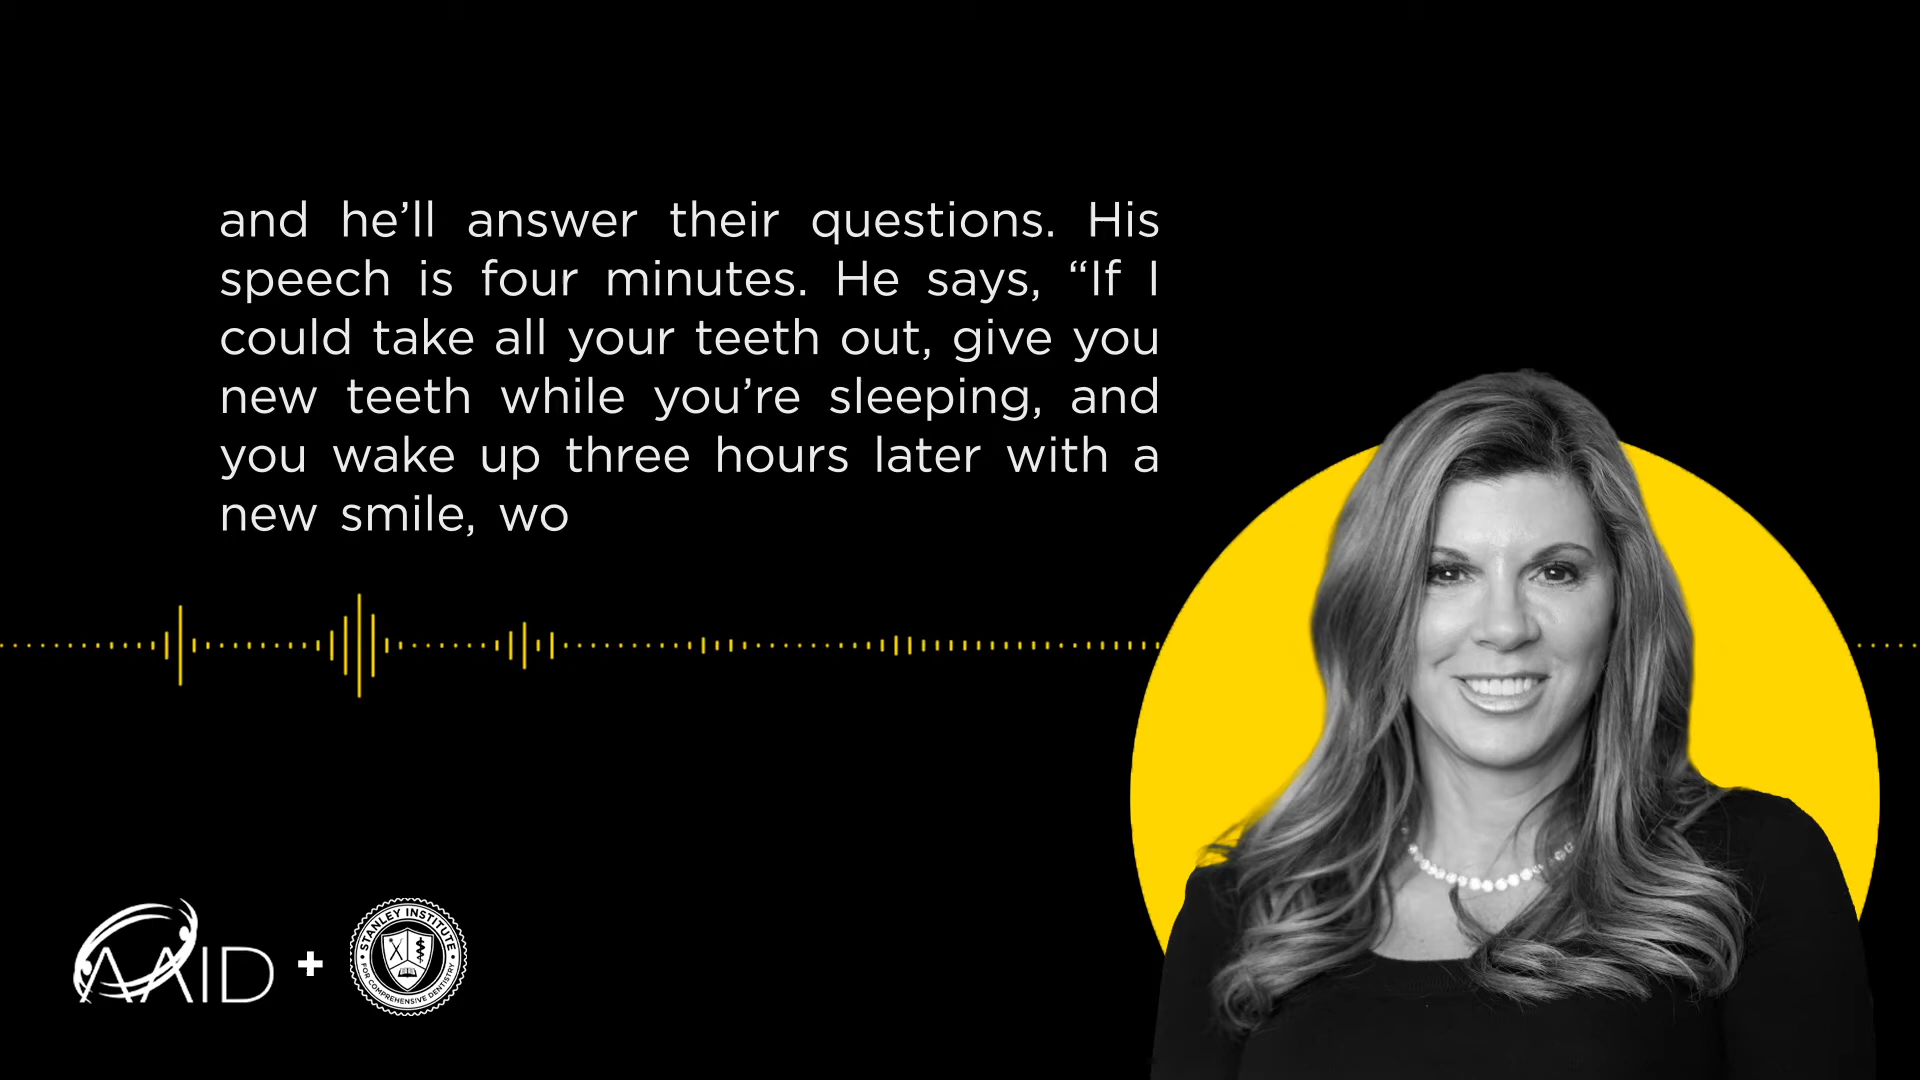 and he’ll answer their questions. His
speech is four minutes. He says, “If I
could take all your teeth out, give you
new teeth while you’re sleeping, and
you wake up three hours later with a
new smile, wo
AAID
+
STANLEY INSTITUTE
FOR COMPREHENSIVE DENTISTRY